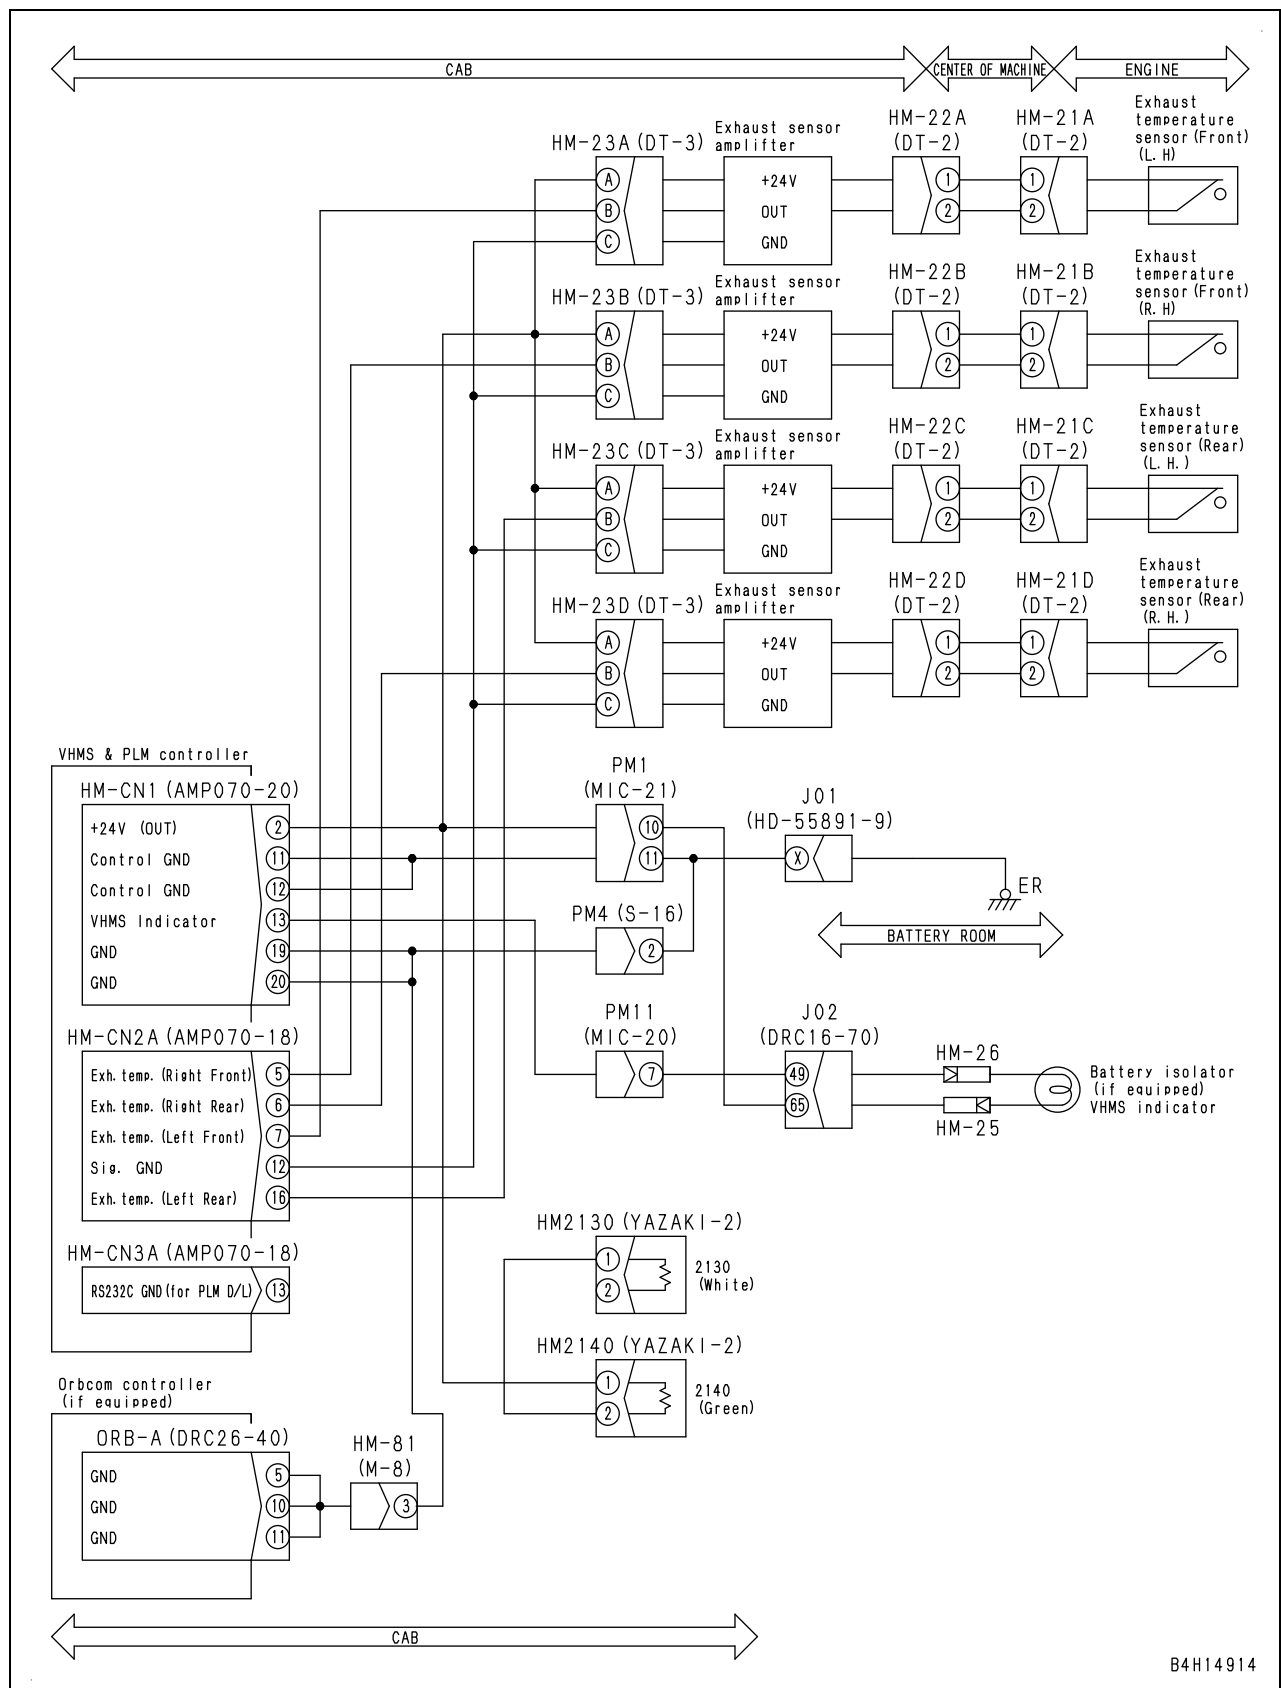 CAB
CENTER OF MACHINE
ENGINE
HM-23A (DT-3)
Exhaust sensor
amplifter
HM-22A
(DT-2)
HM-21A
(DT-2)
Exhaust
temperature
sensor (Front)
(L. H)
A
B
C
+24V
OUT
GND
1
2
1
2
HM-23B (DT-3)
Exhaust sensor
amplifter
HM-22B
(DT-2)
HM-21B
(DT-2)
Exhaust
temperature
sensor (Front)
(R. H)
A
B
C
+24V
OUT
GND
1
2
1
2
HM-23C (DT-3)
Exhaust sensor
amplifter
HM-22C
(DT-2)
HM-21C
(DT-2)
Exhaust
temperature
sensor (Rear)
(L. H. )
A
B
C
+24V
OUT
GND
1
2
1
2
HM-23D (DT-3)
Exhaust sensor
amplifter
HM-22D
(DT-2)
HM-21D
(DT-2)
Exhaust
temperature
sensor (Rear)
(R. H. )
A
B
C
+24V
OUT
GND
1
2
1
2
VHMS & PLM controller
HM-CN1 (AMP070-20)
+24V (OUT) 2
Control GND 11
Control GND 12
VHMS Indicator 13
GND 19
GND 20
PM1
(MIC-21)
10
11
J01
(HD-55891-9)
X
ER
PM4 (S-16)
2
BATTERY ROOM
PM11
(MIC-20)
7
J02
(DRC16-70)
49
65
HM-26
HM-25
Battery isolator
(if equipped)
VHMS indicator
HM-CN2A (AMP070-18)
Exh. temp. (Right Front) 5
Exh. temp. (Right Rear) 6
Exh. temp. (Left Front) 7
Sig. GND 12
Exh. temp. (Left Rear) 16
HM-CN3A (AMP070-18)
RS232C GND (for PLM D/L) 13
HM2130 (YAZAKI-2)
1
2
2130
(White)
HM2140 (YAZAKI-2)
1
2
2140
(Green)
Orbcom controller
(if equipped)
ORB-A (DRC26-40)
GND 5
GND 10
GND 11
HM-81
(M-8)
3
CAB
B4H14914